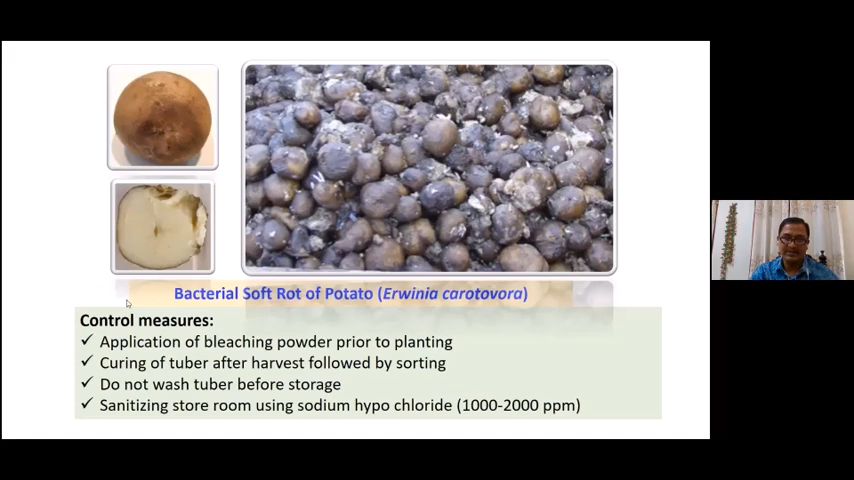 Bacterial Soft Rot of Potato (Erwinia carotovora)
Control measures:
✓ Application of bleaching powder prior to planting
✓ Curing of tuber after harvest followed by sorting
✓ Do not wash tuber before storage
✓ Sanitizing store room using sodium hypo chloride (1000-2000 ppm)